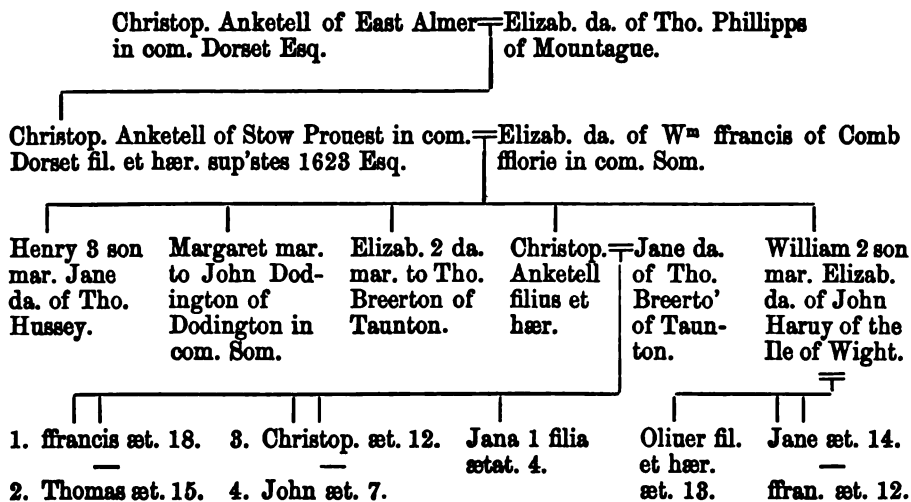 Christop. Anketell of East Almer
in com. Dorset Esq.
Elizab. da. of Tho. Phillipps
of Mountague.
Christop. Anketell of Stow Prouest in com.
Dorset fil. et hær. sup'stes 1623 Esq.
Elizab. da. of Wᵐ ffrancis of Comb
fflorie in com. Som.
Henry 3 son
mar. Jane
da. of Tho.
Hussey.
Margaret mar.
to John Dod-
ington of
Dodington in
com. Som.
Elizab. 2 da.
mar. to Tho.
Breerton of
Taunton.
Christop.
Anketell
filius et
hær.
Jane da.
of Tho.
Breerto'
of Taun-
ton.
William 2 son
mar. Elizab.
da. of John
Haruy of the
Ile of Wight.
1. ffrancis æt. 18.
2. Thomas æt. 15.
3. Christop. æt. 12.
4. John æt. 7.
Jana 1 filia
ætat. 4.
Oliuer fil.
et hær.
æt. 13.
Jane æt. 14.
ffran. æt. 12.